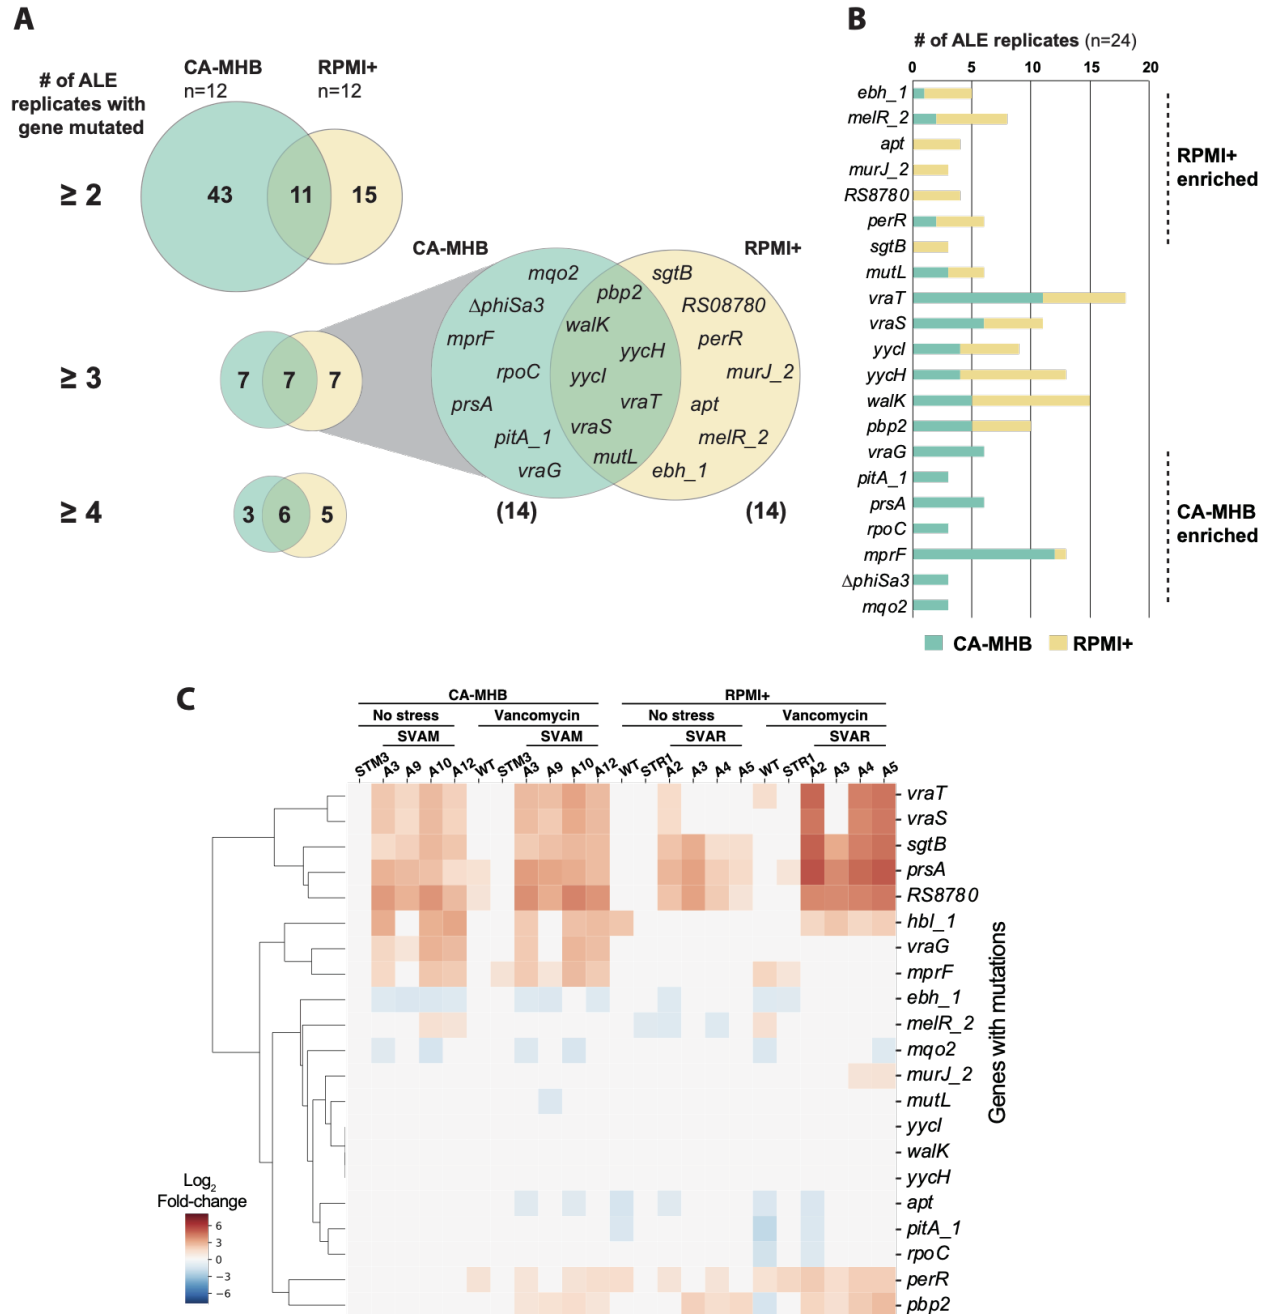 A
# of ALE
replicates with
gene mutated
CA-MHB
n=12
RPMI+
n=12
≥ 2
43
11
15
≥ 3
7
7
7
≥ 4
3
6
5
CA-MHB
RPMI+
mqo2
ΔphiSa3
mprF
rpoC
prsA
pitA_1
vraG
pbp2
walK
yycH
yycI
vraT
vraS
mutL
sgtB
RS08780
perR
murJ_2
apt
melR_2
ebh_1
(14)
(14)
B
# of ALE replicates (n=24)
0 5 10 15 20
ebh_1
melR_2
apt
murJ_2
RS8780
perR
sgtB
mutL
vraT
vraS
yycI
yycH
walK
pbp2
vraG
pitA_1
prsA
rpoC
mprF
ΔphiSa3
mqo2
RPMI+
enriched
CA-MHB
enriched
CA-MHB RPMI+
C
CA-MHB RPMI+
No stress Vancomycin No stress Vancomycin
SVAM SVAM SVAR SVAR
STM3 A3 A9 A10 A12 WT STM3 A3 A9 A10 A12 WT STR1 A2 A3 A4 A5 WT STR1 A2 A3 A4 A5
vraT
vraS
sgtB
prsA
RS8780
hbl_1
vraG
mprF
ebh_1
melR_2
mqo2
murJ_2
mutL
yycI
walK
yycH
apt
pitA_1
rpoC
perR
pbp2
Genes with mutations
Log2
Fold-change
6
3
0
−3
−6